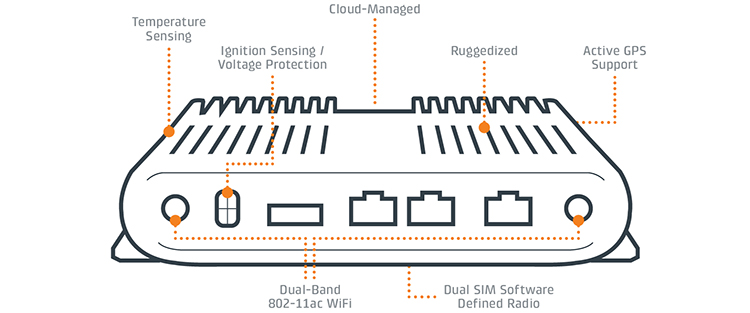 Cloud-Managed
Temperature
Sensing
Ignition Sensing /
Voltage Protection
Ruggedized
Active GPS
Support
Dual-Band
802-11ac WiFi
Dual SIM Software
Defined Radio